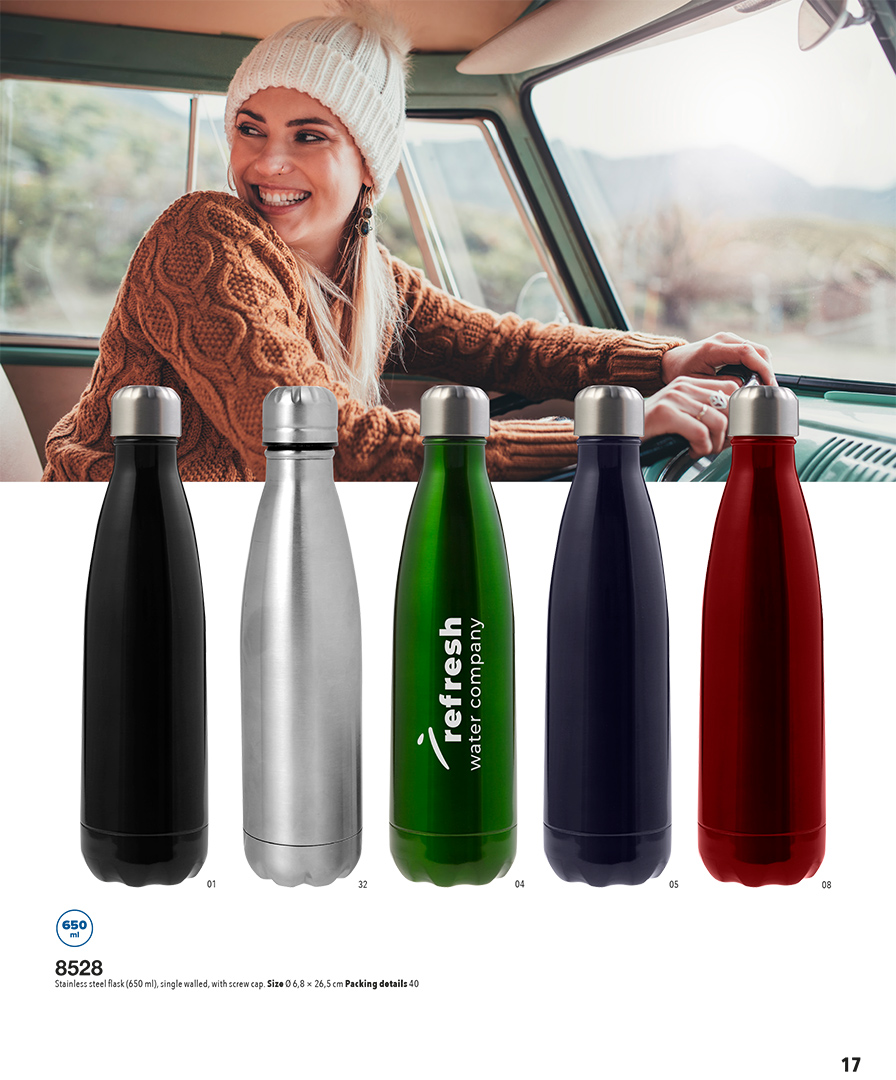 refresh
water company
01
32
04
05
08
650
ml
8528
Stainless steel flask (650 ml), single walled, with screw cap. Size Ø 6,8 × 26,5 cm Packing details 40
17